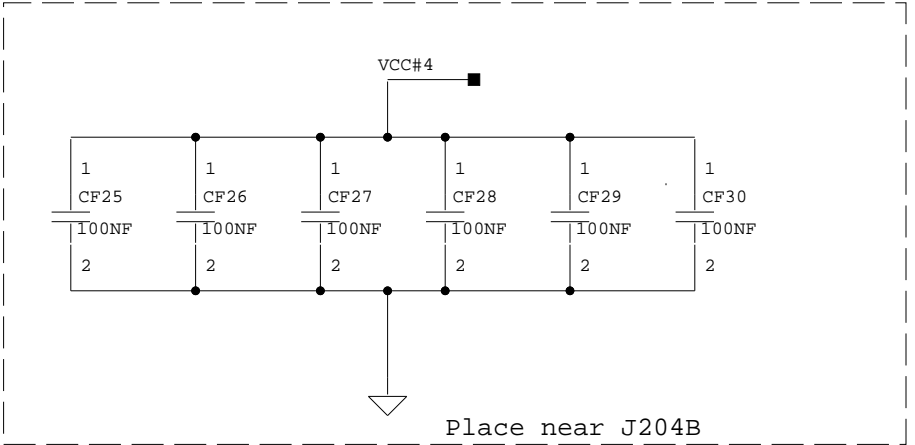 VCC#4
1 1 1 1 1 1
CF25 CF26 CF27 CF28 CF29 CF30
100NF 100NF 100NF 100NF 100NF 100NF
2 2 2 2 2 2
Place near J204B